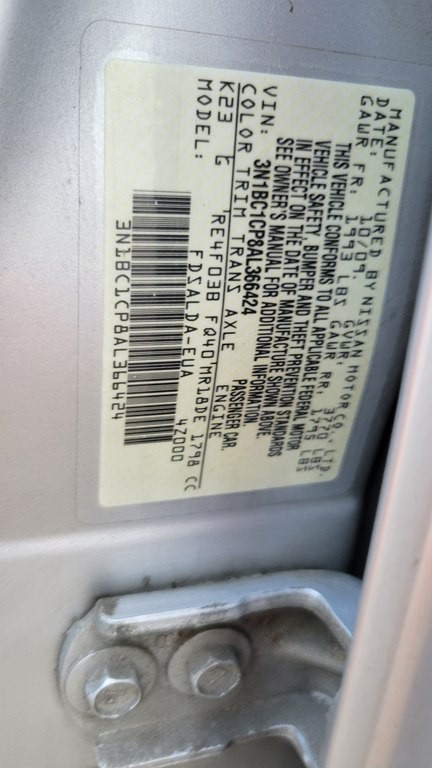 MANUFACTURED BY NISSAN MOTOR CO., LTD.
DATE: 10/09 GVWR: 3770 LBS
GAWR FR: 1993 LBS GAWR RR: 1795 LBS
THIS VEHICLE CONFORMS TO ALL APPLICABLE FEDERAL MOTOR
VEHICLE SAFETY, BUMPER AND THEFT PREVENTION STANDARDS
IN EFFECT ON THE DATE OF MANUFACTURE SHOWN ABOVE.
SEE OWNER'S MANUAL FOR ADDITIONAL INFORMATION.
VIN: 3N1BC1CP8AL366424 PASSENGER CAR
COLOR TRIM TRANS AXLE ENGINE
K23 G RE4F03B FQ40 MR18DE 1798 CC
MODEL: FDSALDA-EUA 4Z000
3N1BC1CP8AL366424